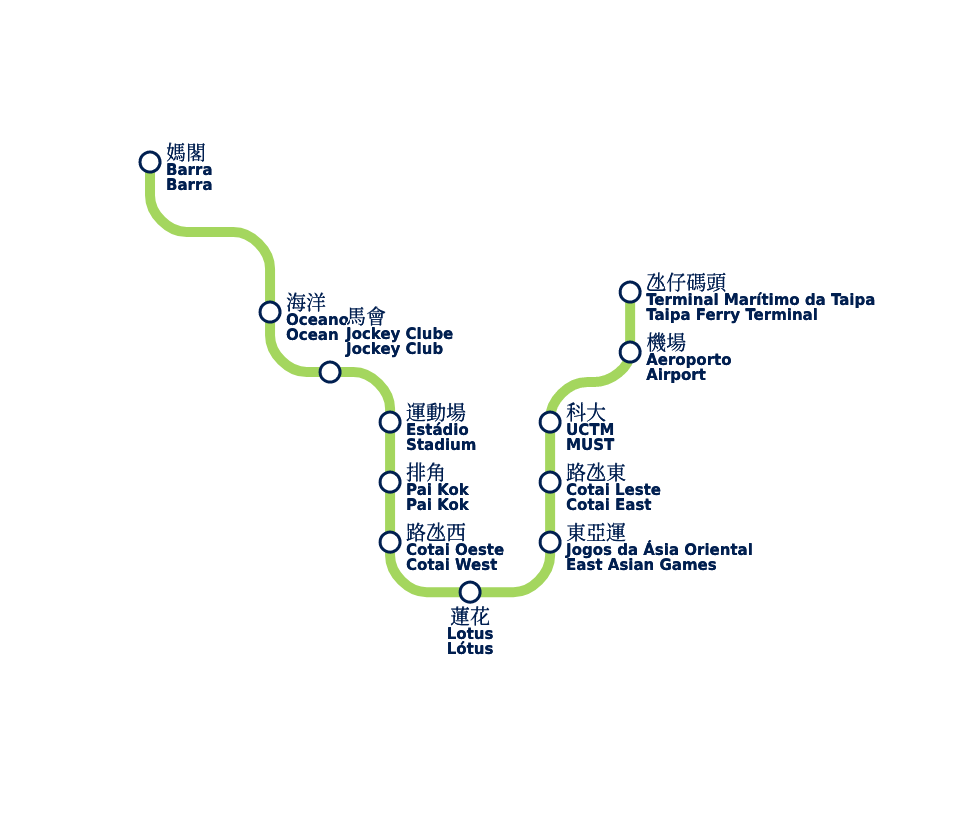 媽閣
Barra
Barra
海洋
Oceano
Ocean
馬會
Jockey Clube
Jockey Club
運動場
Estádio
Stadium
排角
Pai Kok
Pai Kok
路氹西
Cotai Oeste
Cotai West
蓮花
Lotus
Lótus
東亞運
Jogos da Ásia Oriental
East Asian Games
路氹東
Cotai Leste
Cotai East
科大
UCTM
MUST
機場
Aeroporto
Airport
氹仔碼頭
Terminal Marítimo da Taipa
Taipa Ferry Terminal